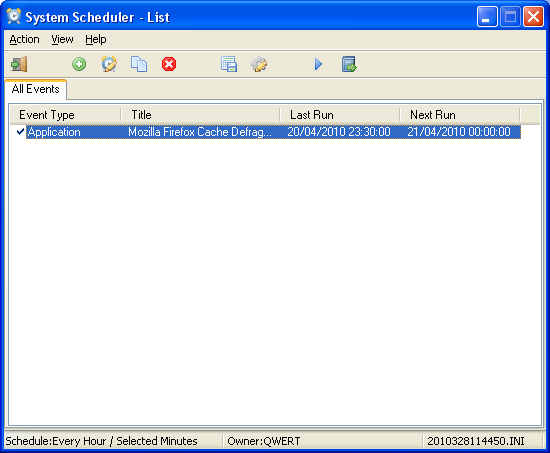 System Scheduler - List
Action View Help
All Events
Event Type Title Last Run Next Run
Application Mozilla Firefox Cache Defrag... 20/04/2010 23:30:00 21/04/2010 00:00:00
Schedule:Every Hour / Selected Minutes Owner:QWERT 2010328114450.INI